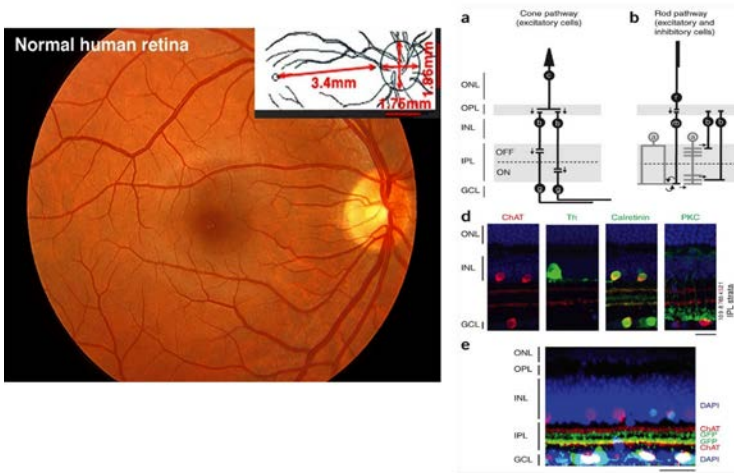 Normal human retina
3.4mm
1.86mm
1.76mm
a
Cone pathway
(excitatory cells)
ONL
OPL
INL
IPL
GCL
OFF
ON
c
b
b
g
g
b
Rod pathway
(excitatory and
inhibitory cells)
r
rb
a
a
b
b
d
ChAT
Th
Calretinin
PKC
ONL
INL
GCL
IPL strata
e
ONL
OPL
INL
IPL
GCL
DAPI
ChAT
GFP
GFP
ChAT
DAPI